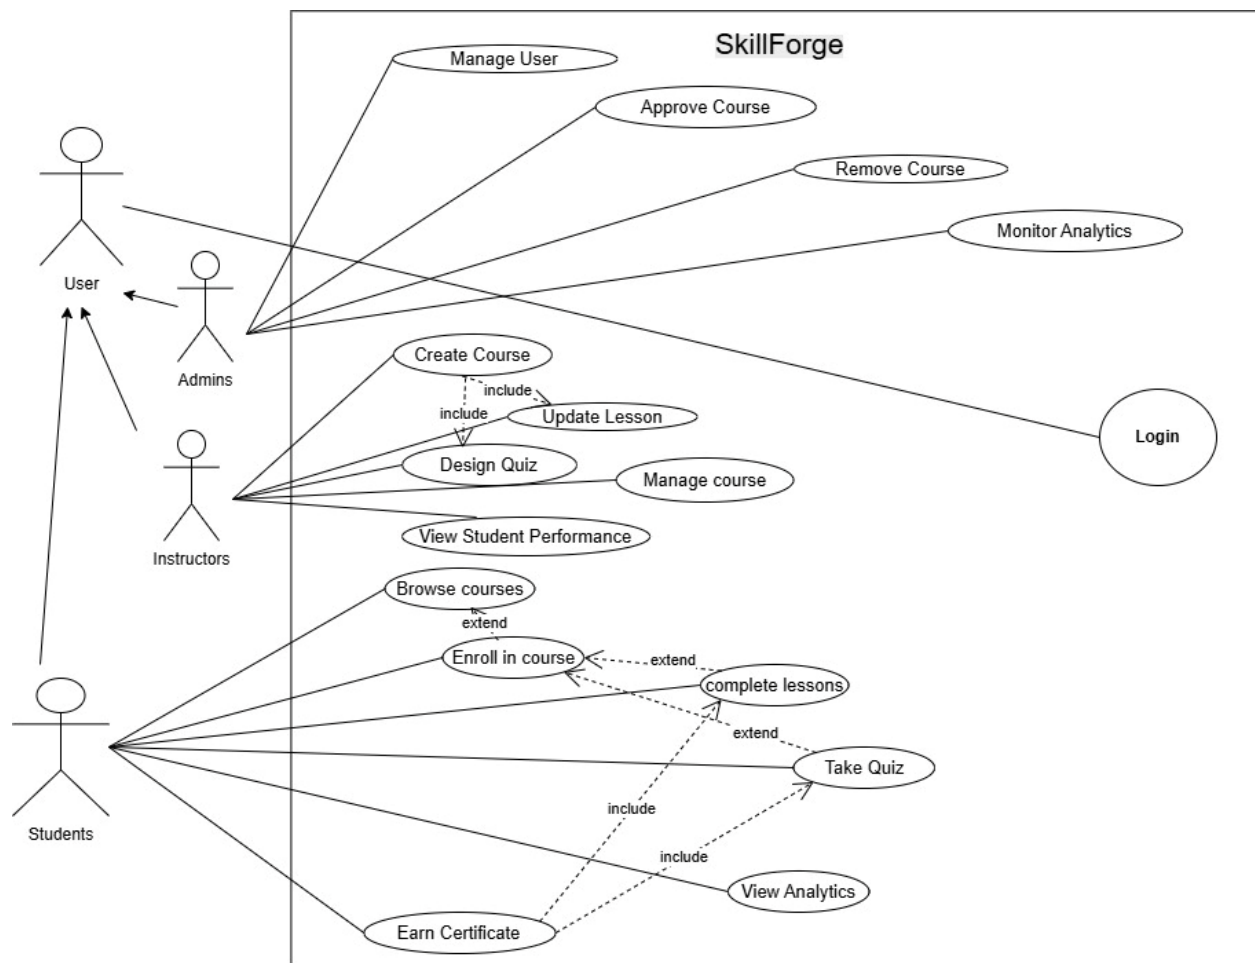 SkillForge
Manage User
Approve Course
Remove Course
Monitor Analytics
User
Admins
Create Course
include
include
Update Lesson
Login
Design Quiz
Manage course
View Student Performance
Instructors
Browse courses
extend
Enroll in course
extend
complete lessons
extend
Take Quiz
include
Students
include
View Analytics
Earn Certificate